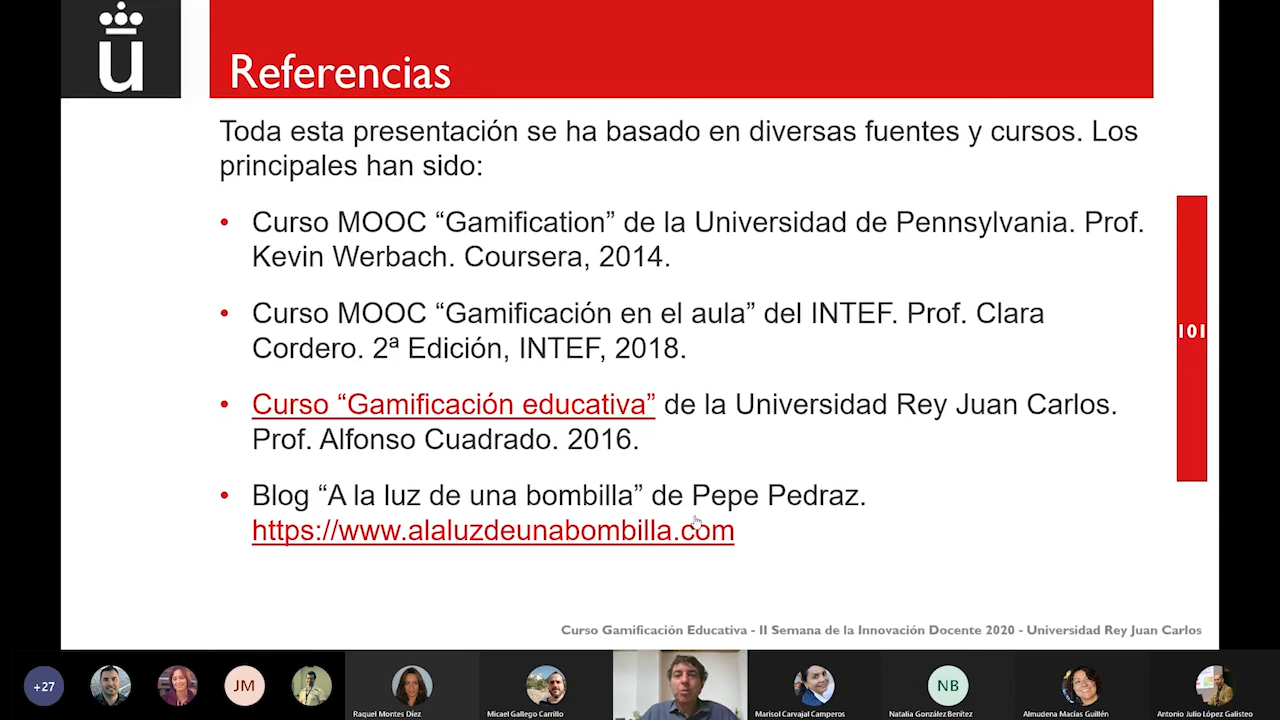 u
Referencias
Toda esta presentación se ha basado en diversas fuentes y cursos. Los
principales han sido:
• Curso MOOC “Gamification” de la Universidad de Pennsylvania. Prof.
Kevin Werbach. Coursera, 2014.
• Curso MOOC “Gamificación en el aula” del INTEF. Prof. Clara
Cordero. 2ª Edición, INTEF, 2018.
101
• Curso “Gamificación educativa” de la Universidad Rey Juan Carlos.
Prof. Alfonso Cuadrado. 2016.
• Blog “A la luz de una bombilla” de Pepe Pedraz.
https://www.alaluzdeunabombilla.com
Curso Gamificación Educativa - II Semana de la Innovación Docente 2020 - Universidad Rey Juan Carlos
+27
JM
NB
Raquel Montes Diez
Micael Gallego Carrillo
Marisol Carvajal Camperos
Natalia González Benítez
Almudena Macías Guillén
Antonio Julio López Galisteo